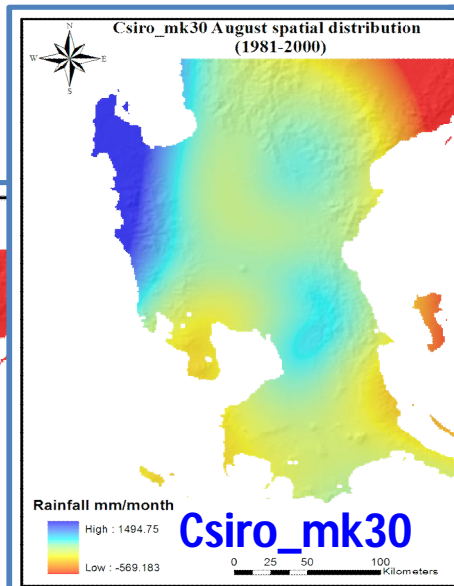 Csiro_mk30 August spatial distribution
(1981-2000)
N
W E
S
Rainfall mm/month
High : 1494.75
Low : -569.183
Csiro_mk30
0 25 50 100
Kilometers